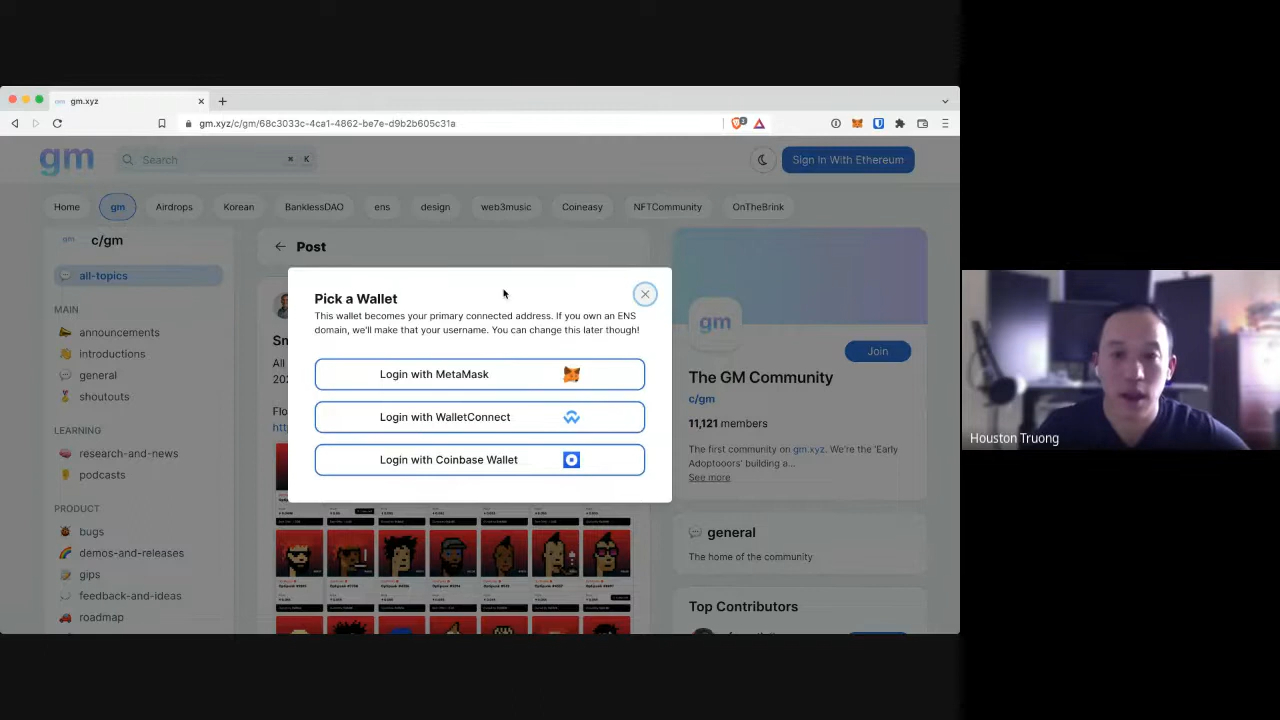 gm.xyz
gm.xyz/c/gm/68c3033c-4ca1-4862-be7e-d9b2b605c31a
gm
Search
K
Sign In With Ethereum
Home
gm
Airdrops
Korean
BanklessDAO
ens
design
web3music
Coineasy
NFTCommunity
OnTheBrink
gm
c/gm
all-topics
MAIN
announcements
introductions
general
shoutouts
LEARNING
research-and-news
podcasts
PRODUCT
bugs
demos-and-releases
gips
feedback-and-ideas
roadmap
Post
Pick a Wallet
This wallet becomes your primary connected address. If you own an ENS
domain, we'll make that your username. You can change this later though!
Login with MetaMask
Login with WalletConnect
Login with Coinbase Wallet
Sn
All
202
Flo
htt
gm
Join
The GM Community
c/gm
11,121 members
The first community on gm.xyz. We're the 'Early
Adoptooors' building a...
See more
general
The home of the community
Top Contributors
Houston Truong